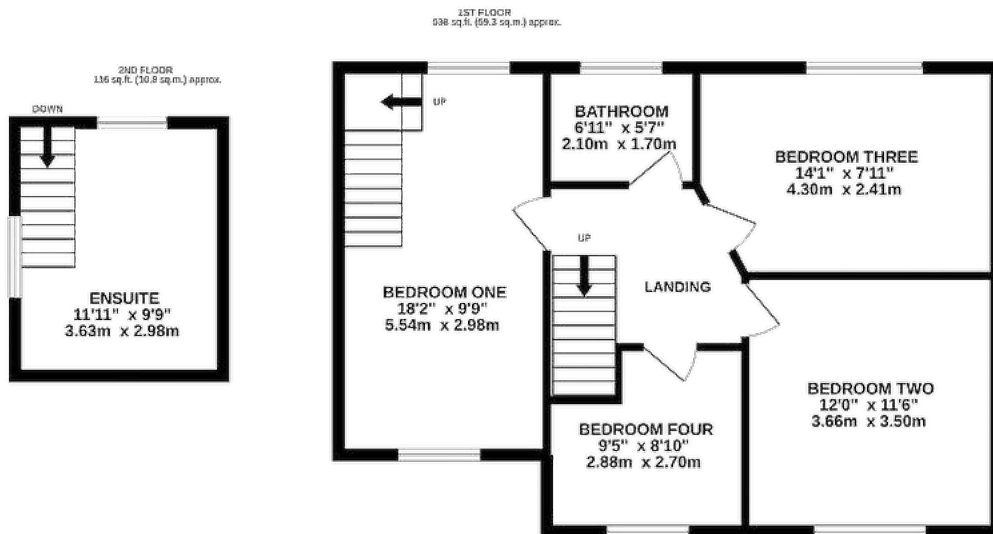 1ST FLOOR
638 sq.ft. (59.3 sq.m.) approx.
2ND FLOOR
116 sq.ft. (10.8 sq.m.) approx.
DOWN
ENSUITE
11'11" x 9'9"
3.63m x 2.98m
UP
BEDROOM ONE
18'2" x 9'9"
5.54m x 2.98m
BATHROOM
6'11" x 5'7"
2.10m x 1.70m
BEDROOM THREE
14'1" x 7'11"
4.30m x 2.41m
UP
LANDING
BEDROOM FOUR
9'5" x 8'10"
2.88m x 2.70m
BEDROOM TWO
12'0" x 11'6"
3.66m x 3.50m